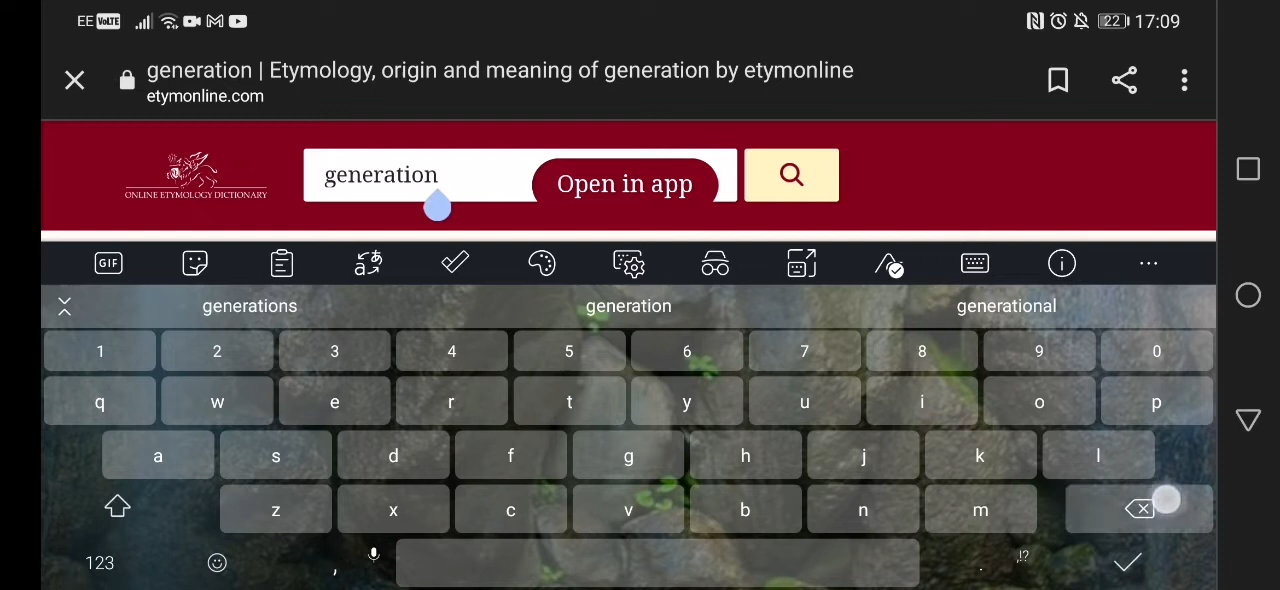 EE VoLTE 22 17:09
generation | Etymology, origin and meaning of generation by etymonline
etymonline.com
ONLINE ETYMOLOGY DICTIONARY
generation Open in app
GIF
generations generation generational
1 2 3 4 5 6 7 8 9 0
q w e r t y u i o p
a s d f g h j k l
z x c v b n m
123 , . ,!?